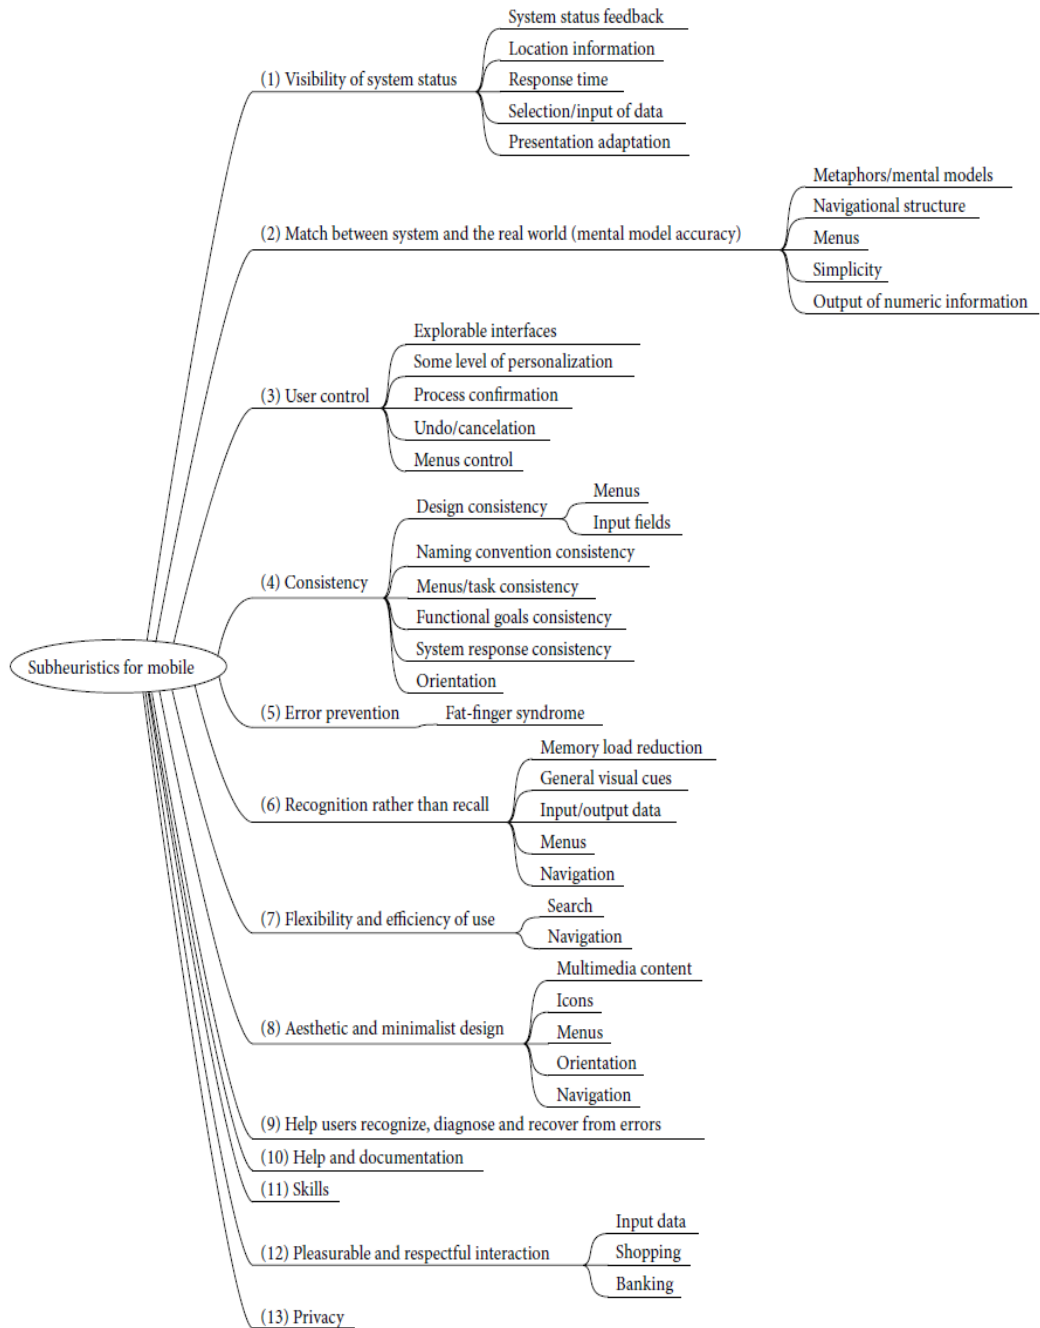 Subheuristics for mobile
(1) Visibility of system status
System status feedback
Location information
Response time
Selection/input of data
Presentation adaptation
(2) Match between system and the real world (mental model accuracy)
Metaphors/mental models
Navigational structure
Menus
Simplicity
Output of numeric information
(3) User control
Explorable interfaces
Some level of personalization
Process confirmation
Undo/cancelation
Menus control
(4) Consistency
Design consistency
Menus
Input fields
Naming convention consistency
Menus/task consistency
Functional goals consistency
System response consistency
Orientation
(5) Error prevention
Fat-finger syndrome
(6) Recognition rather than recall
Memory load reduction
General visual cues
Input/output data
Menus
Navigation
(7) Flexibility and efficiency of use
Search
Navigation
(8) Aesthetic and minimalist design
Multimedia content
Icons
Menus
Orientation
Navigation
(9) Help users recognize, diagnose and recover from errors
(10) Help and documentation
(11) Skills
(12) Pleasurable and respectful interaction
Input data
Shopping
Banking
(13) Privacy